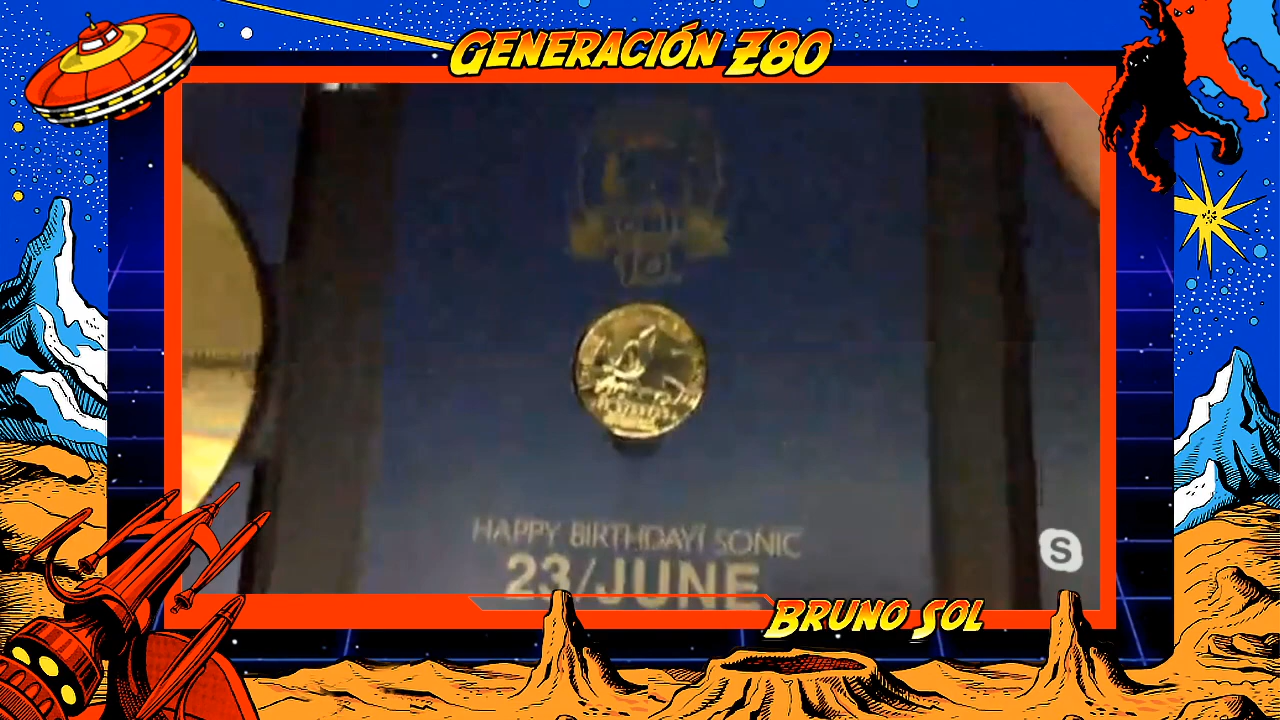 GENERACIÓN Z80
HAPPY BIRTHDAY! SONIC
23/JUNE
S
BRUNO SOL